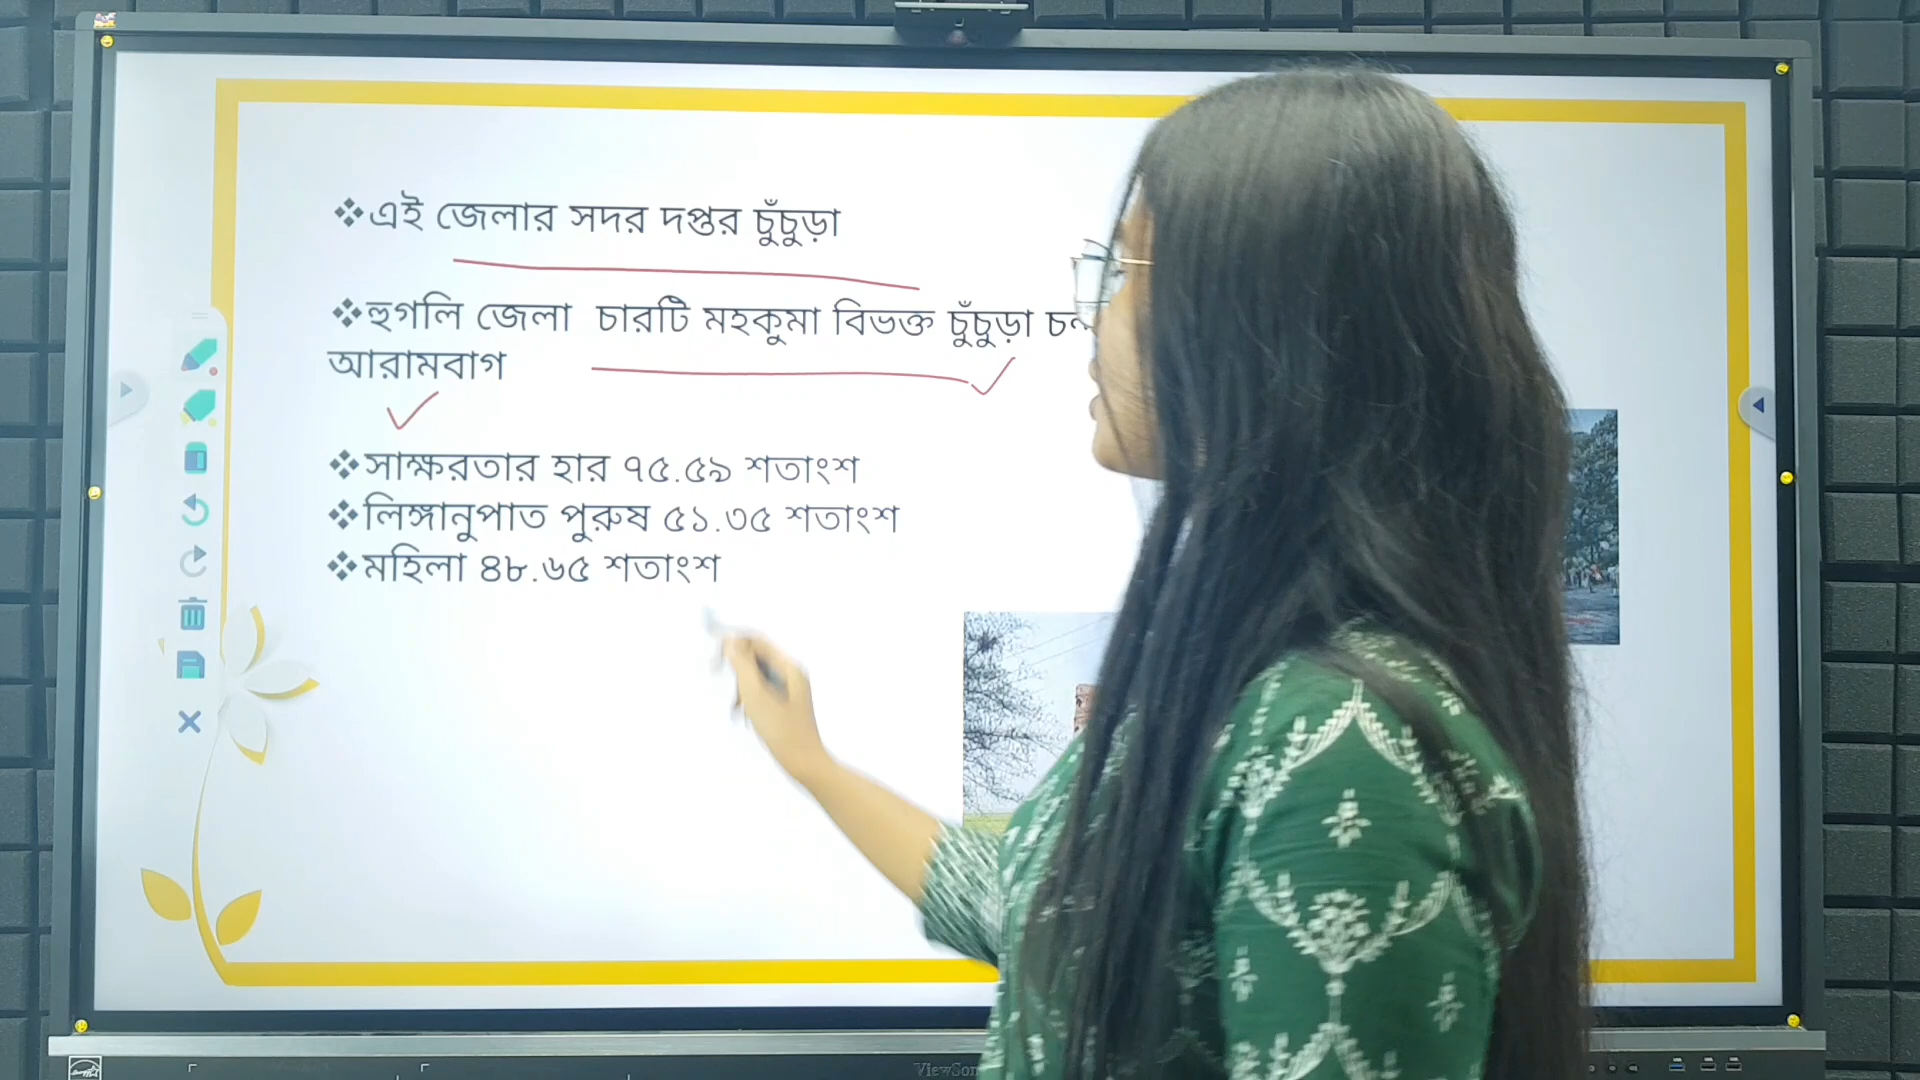 ❖এই জেলার সদর দপ্তর চুঁচুড়া
❖হুগলি জেলা চারটি মহকুমা বিভক্ত চুঁচুড়া
আরামবাগ
❖সাক্ষরতার হার ৭৫.৫৯ শতাংশ
❖লিঙ্গানুপাত পুরুষ ৫১.৩৫ শতাংশ
❖মহিলা ৪৮.৬৫ শতাংশ